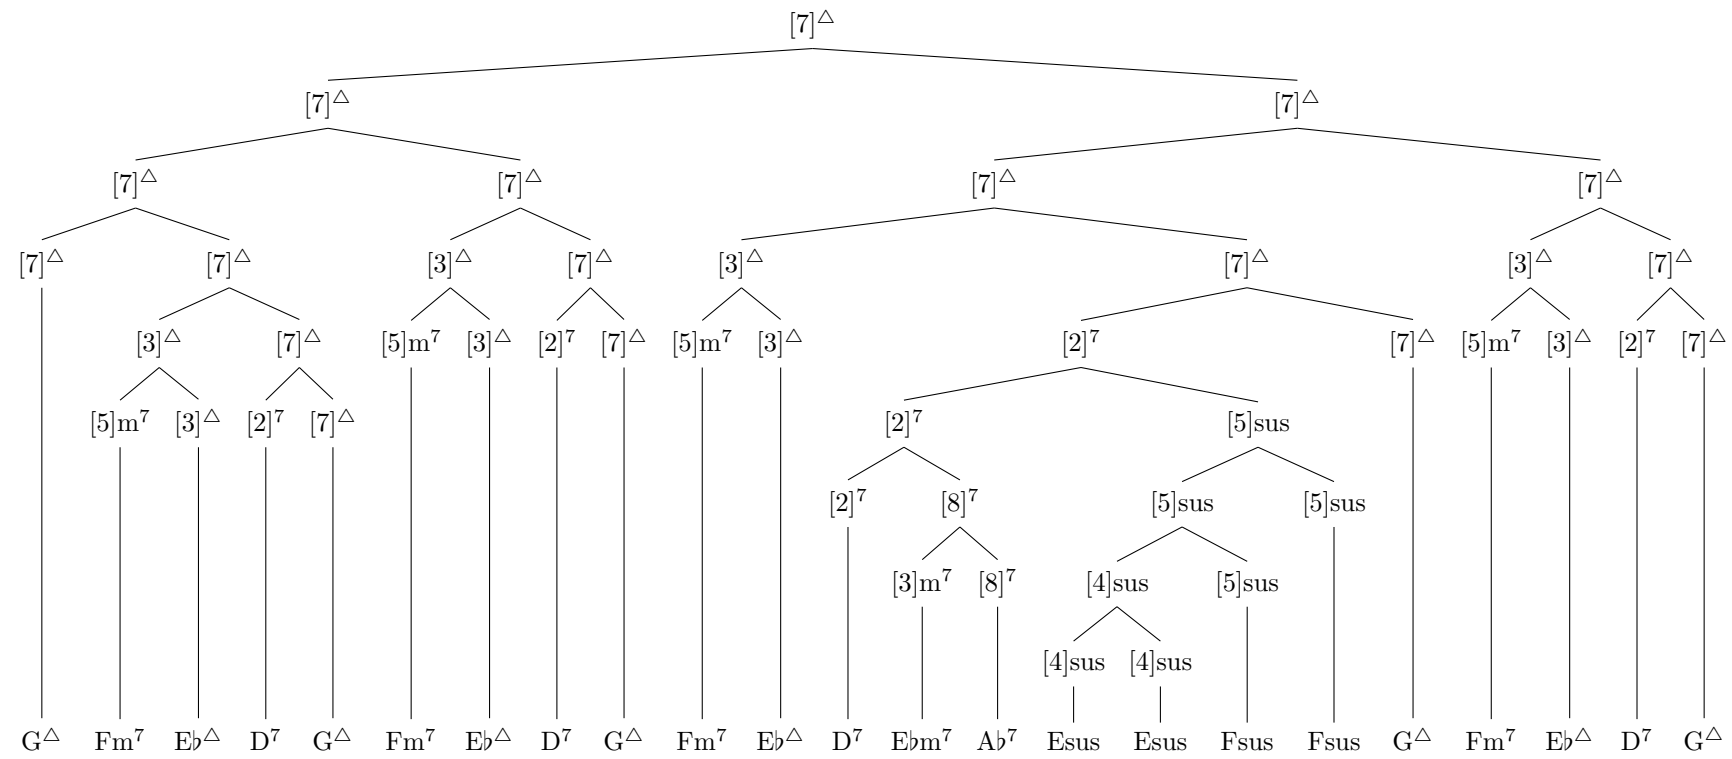 [7]△
[7]△ [7]△
[7]△ [7]△ [7]△ [7]△
[7]△ [7]△ [3]△ [7]△ [3]△ [7]△ [3]△ [7]△
[3]△ [7]△ [5]m⁷ [3]△ [2]⁷ [7]△ [5]m⁷ [3]△ [2]⁷ [7]△ [5]m⁷ [3]△ [2]⁷ [7]△
[5]m⁷ [3]△ [2]⁷ [7]△ [2]⁷ [5]sus
[2]⁷ [8]⁷ [5]sus [5]sus
[3]m⁷ [8]⁷ [4]sus [5]sus
[4]sus [4]sus
G△ Fm⁷ E♭△ D⁷ G△ Fm⁷ E♭△ D⁷ G△ Fm⁷ E♭△ D⁷ E♭m⁷ A♭⁷ Esus Esus Fsus Fsus G△ Fm⁷ E♭△ D⁷ G△